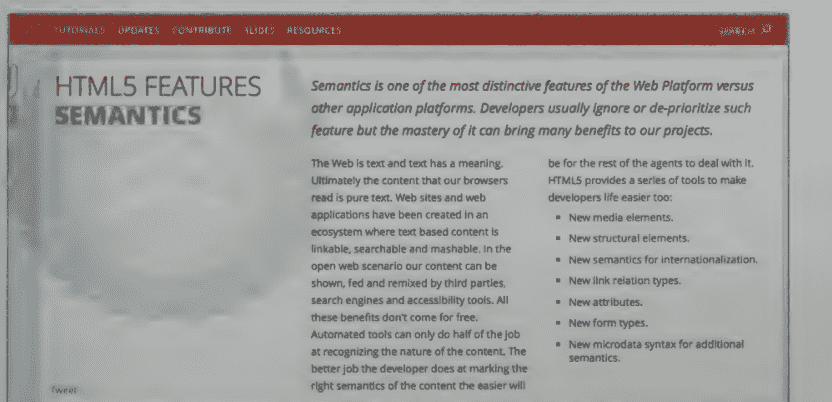 TUTORIALS UPDATES CONTRIBUTE SLIDES RESOURCES
SEARCH
HTML5 FEATURES
SEMANTICS
Semantics is one of the most distinctive features of the Web Platform versus
other application platforms. Developers usually ignore or de-prioritize such
feature but the mastery of it can bring many benefits to our projects.
The Web is text and text has a meaning.
Ultimately the content that our browsers
read is pure text. Web sites and web
applications have been created in an
ecosystem where text based content is
linkable, searchable and mashable. In the
open web scenario our content can be
shown, fed and remixed by third parties,
search engines and accessibility tools. All
these benefits don't come for free.
Automated tools can only do half of the job
at recognizing the nature of the content. The
better job the developer does at marking the
right semantics of the content the easier will
be for the rest of the agents to deal with it.
HTML5 provides a series of tools to make
developers life easier too:
▪ New media elements.
▪ New structural elements.
▪ New semantics for internationalization.
▪ New link relation types.
▪ New attributes.
▪ New form types.
▪ New microdata syntax for additional
semantics.
Tweet